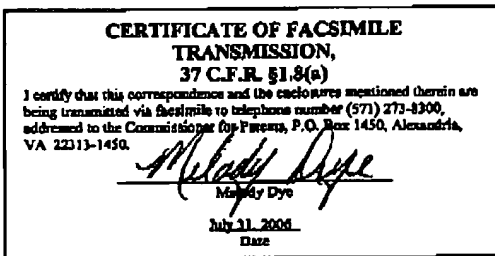 CERTIFICATE OF FACSIMILE
TRANSMISSION,
37 C.F.R. §1.8(a)
I certify that this correspondence and the enclosures mentioned therein are
being transmitted via facsimile to telephone number (571) 273-8300,
addressed to the Commissioner for Patents, P.O. Box 1450, Alexandria,
VA 22313-1450.
Melody Dye
Melody Dye
July 31, 2006
Date